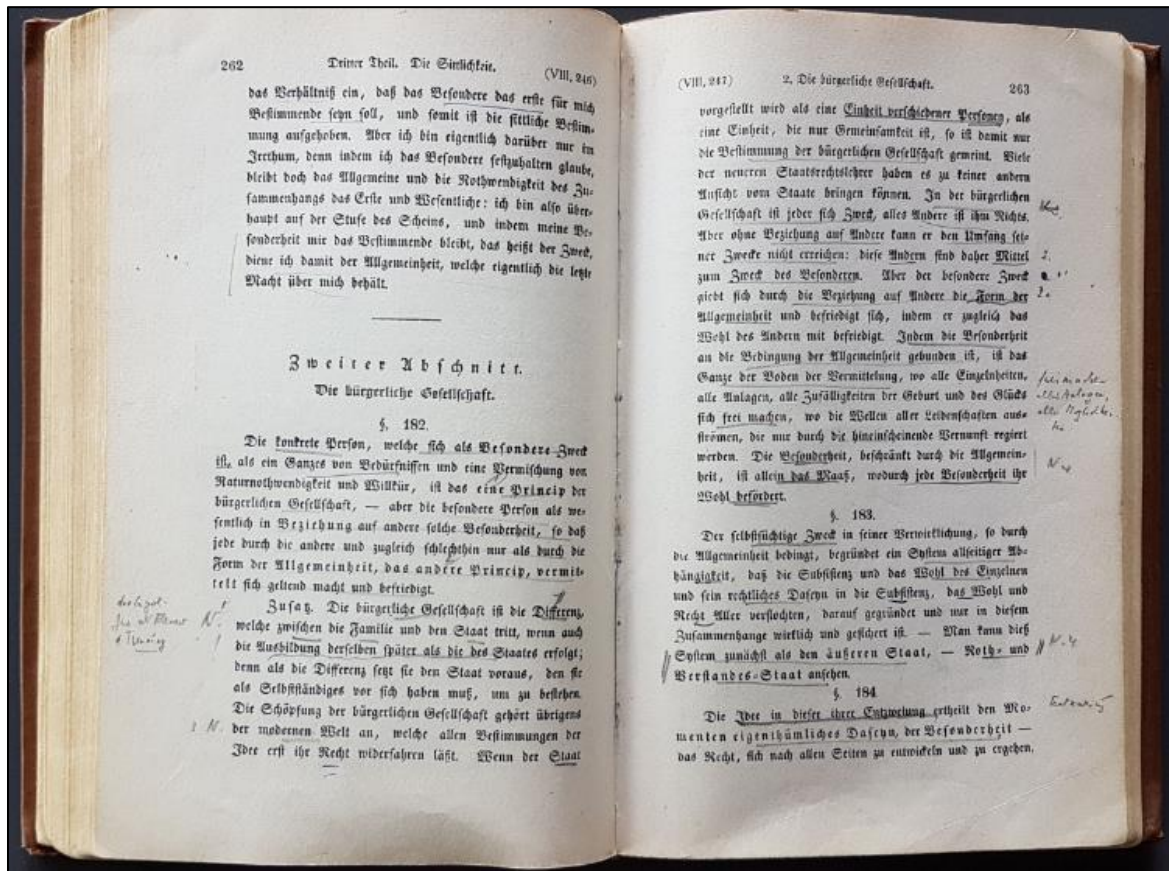 262 Dritter Theil. Die Sittlichkeit. (VIII, 246)
das Verhältniß ein, daß das Besondere das erste für mich
Bestimmende seyn soll, und somit ist die sittliche Bestim-
mung aufgehoben. Aber ich bin eigentlich darüber nur im
Irrthum, denn indem ich das Besondere festzuhalten glaube,
bleibt doch das Allgemeine und die Nothwendigkeit des Zu-
sammenhangs das Erste und Wesentliche: ich bin also über-
haupt auf der Stufe des Scheins, und indem meine Be-
sonderheit mir das Bestimmende bleibt, das heißt der Zweck,
diene ich damit der Allgemeinheit, welche eigentlich die letzte
Macht über mich behält.
Zweiter Abschnitt.
Die bürgerliche Gesellschaft.
§. 182.
Die konkrete Person, welche sich als Besondere Zweck
ist, als ein Ganzes von Bedürfnissen und eine Vermischung von
Naturnothwendigkeit und Willkür, ist das eine Princip der
bürgerlichen Gesellschaft, — aber die besondere Person als we-
sentlich in Beziehung auf andere solche Besonderheit, so daß
jede durch die andere und zugleich schlechthin nur als durch die
Form der Allgemeinheit, das andere Princip, vermit-
telt sich geltend macht und befriedigt.
Zusatz. Die bürgerliche Gesellschaft ist die Differenz,
N. !
welche zwischen die Familie und den Staat tritt, wenn auch
die Ausbildung derselben später als die des Staates erfolgt;
denn als die Differenz setzt sie den Staat voraus, den sie
als Selbstständiges vor sich haben muß, um zu bestehen.
Die Schöpfung der bürgerlichen Gesellschaft gehört übrigens
N.
der modernen Welt an, welche allen Bestimmungen der
Idee erst ihr Recht widerfahren läßt. Wenn der Staat
(VIII, 247) 2. Die bürgerliche Gesellschaft. 263
vorgestellt wird als eine Einheit verschiedener Personen, als
eine Einheit, die nur Gemeinsamkeit ist, so ist damit nur
die Bestimmung der bürgerlichen Gesellschaft gemeint. Viele
der neueren Staatsrechtslehrer haben es zu keiner andern
Ansicht vom Staate bringen können. In der bürgerlichen
Gesellschaft ist jeder sich Zweck, alles Andere ist ihm Nichts.
Aber ohne Beziehung auf Andere kann er den Umfang sei-
ner Zwecke nicht erreichen: diese Andern sind daher Mittel
zum Zweck des Besonderen. Aber der besondere Zweck
giebt sich durch die Beziehung auf Andere die Form der
Allgemeinheit und befriedigt sich, indem er zugleich das
Wohl des Andern mit befriedigt. Indem die Besonderheit
an die Bedingung der Allgemeinheit gebunden ist, ist das
Ganze der Boden der Vermittelung, wo alle Einzelnheiten,
alle Anlagen, alle Zufälligkeiten der Geburt und des Glücks
sich frei machen, wo die Wellen aller Leidenschaften aus-
strömen, die nur durch die hineinscheinende Vernunft regiert
werden. Die Besonderheit, beschränkt durch die Allgemein-
heit, ist allein das Maaß, wodurch jede Besonderheit ihr
Wohl befördert.
§. 183.
Der selbstsüchtige Zweck in seiner Verwirklichung, so durch
die Allgemeinheit bedingt, begründet ein System allseitiger Ab-
hängigkeit, daß die Subsistenz und das Wohl des Einzelnen
und sein rechtliches Daseyn in die Subsistenz, das Wohl und
Recht Aller verflochten, darauf gegründet und nur in diesem
Zusammenhange wirklich und gesichert ist. — Man kann dieß
System zunächst als den äußeren Staat, — Noth- und
Verstandes-Staat ansehen.
§. 184
Die Idee in dieser ihrer Entzweiung ertheilt den Mo-
menten eigenthümliches Daseyn, der Besonderheit —
das Recht, sich nach allen Seiten zu entwickeln und zu ergehen,